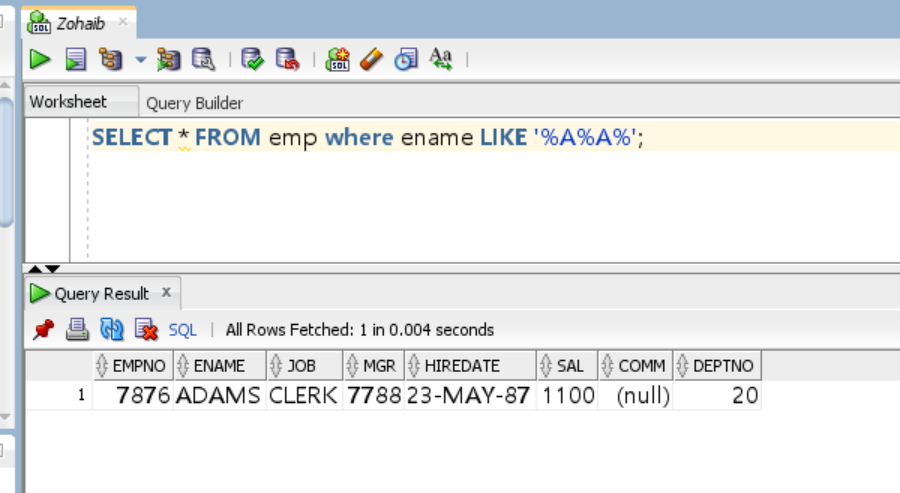 Zohaib
Worksheet Query Builder
SELECT * FROM emp where ename LIKE '%A%A%';
Query Result x
SQL | All Rows Fetched: 1 in 0.004 seconds
EMPNO ENAME JOB MGR HIREDATE SAL COMM DEPTNO
1 7876 ADAMS CLERK 7788 23-MAY-87 1100 (null) 20